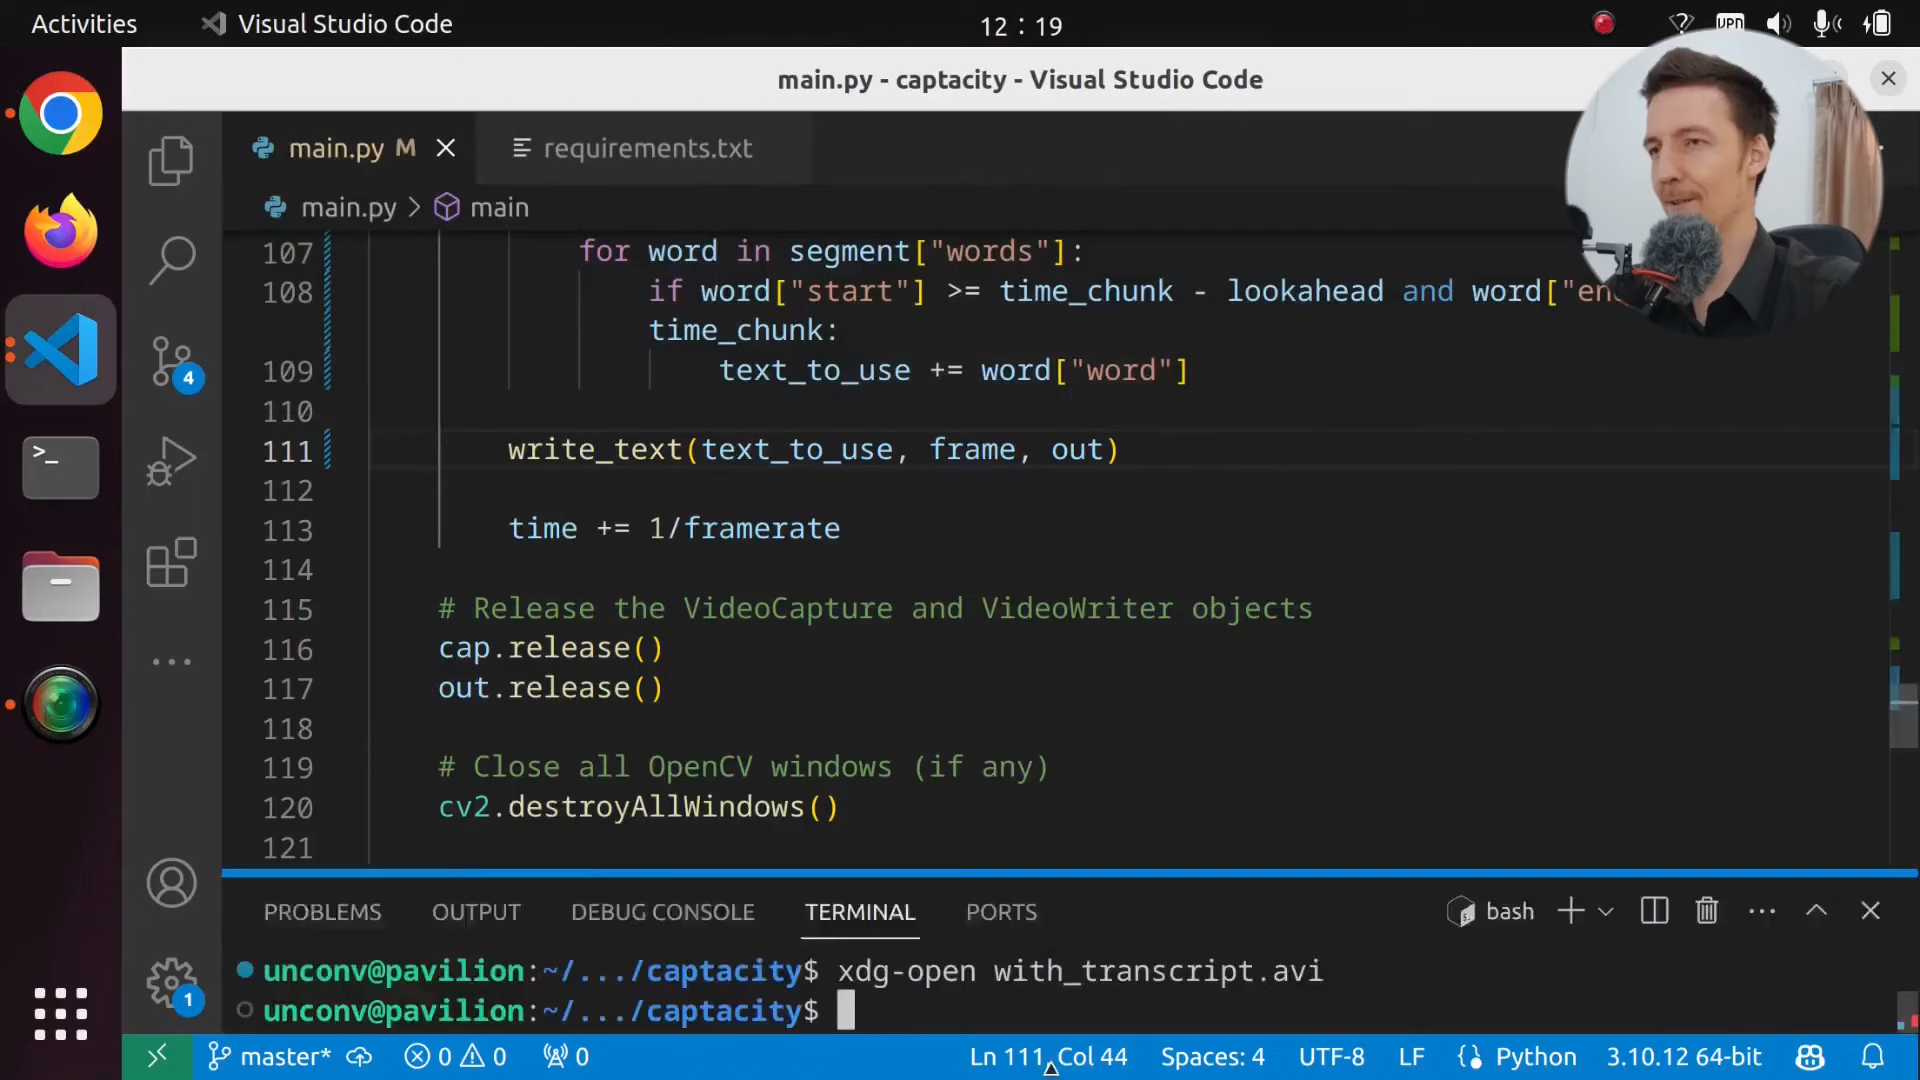 Activities
Visual Studio Code
12 : 19
VPN
main.py - captacity - Visual Studio Code
main.py M
requirements.txt
main.py > main
107 for word in segment["words"]:
108 if word["start"] >= time_chunk - lookahead and word["en
time_chunk:
109 text_to_use += word["word"]
110
111 write_text(text_to_use, frame, out)
112
113 time += 1/framerate
114
115 # Release the VideoCapture and VideoWriter objects
116 cap.release()
117 out.release()
118
119 # Close all OpenCV windows (if any)
120 cv2.destroyAllWindows()
121
4
1
PROBLEMS OUTPUT DEBUG CONSOLE TERMINAL PORTS
bash
unconv@pavilion:~/.../captacity$ xdg-open with_transcript.avi
unconv@pavilion:~/.../captacity$
master* 0 0 0 Ln 111, Col 44 Spaces: 4 UTF-8 LF Python 3.10.12 64-bit